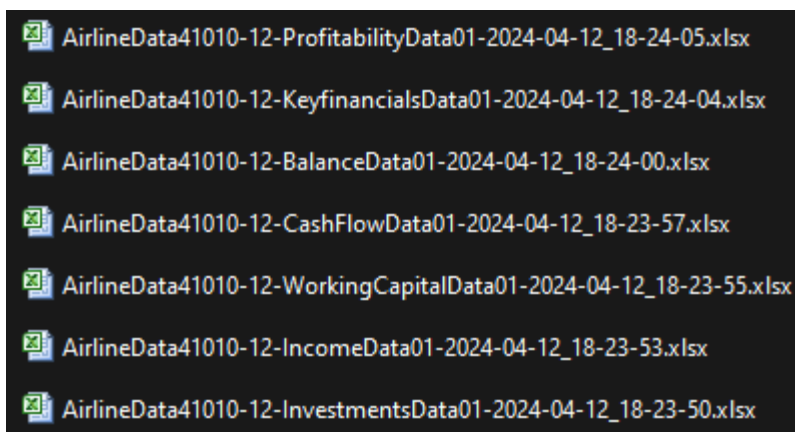 AirlineData41010-12-ProfitabilityData01-2024-04-12_18-24-05.xlsx
AirlineData41010-12-KeyfinancialsData01-2024-04-12_18-24-04.xlsx
AirlineData41010-12-BalanceData01-2024-04-12_18-24-00.xlsx
AirlineData41010-12-CashFlowData01-2024-04-12_18-23-57.xlsx
AirlineData41010-12-WorkingCapitalData01-2024-04-12_18-23-55.xlsx
AirlineData41010-12-IncomeData01-2024-04-12_18-23-53.xlsx
AirlineData41010-12-InvestmentsData01-2024-04-12_18-23-50.xlsx